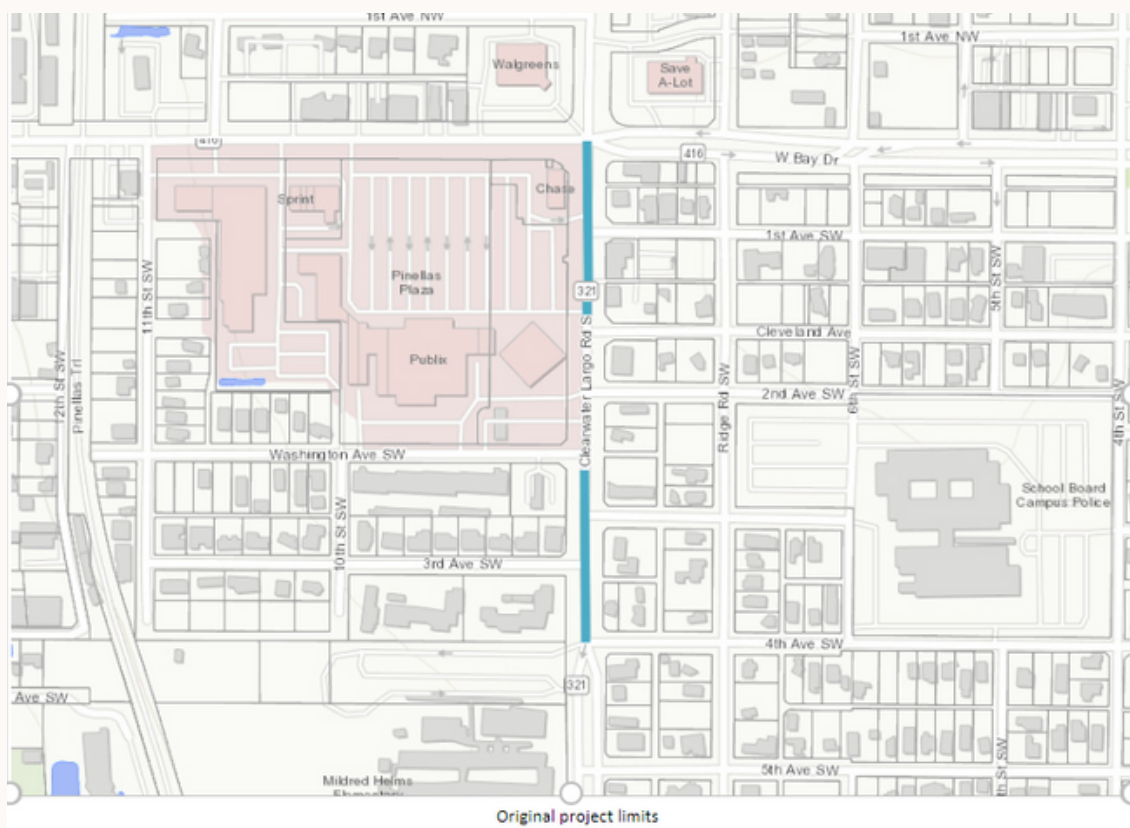 1st Ave NW
1st Ave NW
Walgreens
Save
A-Lot
416
416
W Bay Dr
Sprint
Chase
1st Ave SW
Pinellas
Plaza
321
11th St SW
5th St SW
Cleveland Ave
Publix
Clearwater Largo Rd S
12th St SW
Pinellas Trl
Ridge Rd SW
2nd Ave SW
6th St SW
4th St SW
Washington Ave SW
School Board
Campus Police
10th St SW
3rd Ave SW
4th Ave SW
321
Ave SW
5th Ave SW
th St SW
Mildred Helms
Elementary
Original project limits